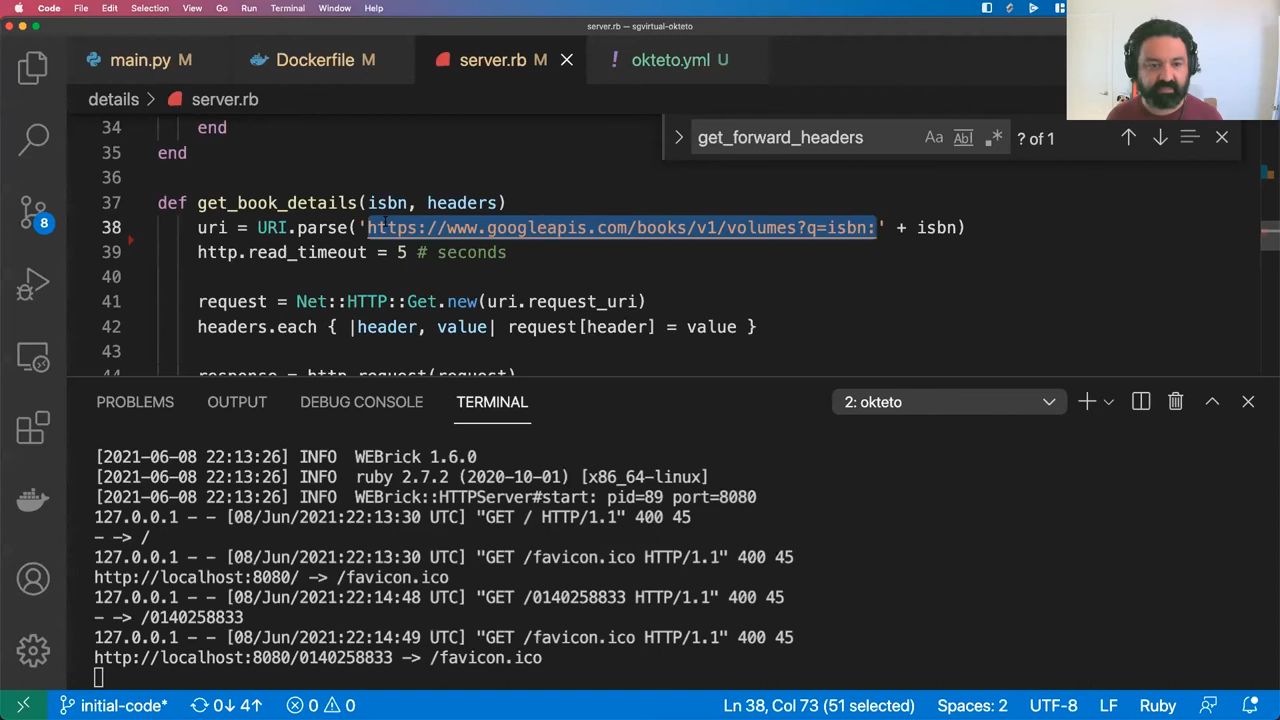 Code File Edit Selection View Go Run Terminal Window Help
server.rb — sgvirtual-okteto
main.py M
Dockerfile M
server.rb M
! okteto.yml U
details > server.rb
get_forward_headers Aa Ab| .* ? of 1
34 end
35 end
36
37 def get_book_details(isbn, headers)
38 uri = URI.parse('https://www.googleapis.com/books/v1/volumes?q=isbn:' + isbn)
39 http.read_timeout = 5 # seconds
40
41 request = Net::HTTP::Get.new(uri.request_uri)
42 headers.each { |header, value| request[header] = value }
43
44 response = http.request(request)
8
PROBLEMS OUTPUT DEBUG CONSOLE TERMINAL 2: okteto
[2021-06-08 22:13:26] INFO WEBrick 1.6.0
[2021-06-08 22:13:26] INFO ruby 2.7.2 (2020-10-01) [x86_64-linux]
[2021-06-08 22:13:26] INFO WEBrick::HTTPServer#start: pid=89 port=8080
127.0.0.1 - - [08/Jun/2021:22:13:30 UTC] "GET / HTTP/1.1" 400 45
- -> /
127.0.0.1 - - [08/Jun/2021:22:13:30 UTC] "GET /favicon.ico HTTP/1.1" 400 45
http://localhost:8080/ -> /favicon.ico
127.0.0.1 - - [08/Jun/2021:22:14:48 UTC] "GET /0140258833 HTTP/1.1" 400 45
- -> /0140258833
127.0.0.1 - - [08/Jun/2021:22:14:49 UTC] "GET /favicon.ico HTTP/1.1" 400 45
http://localhost:8080/0140258833 -> /favicon.ico
initial-code* 0↓ 4↑ 0 0 Ln 38, Col 73 (51 selected) Spaces: 2 UTF-8 LF Ruby